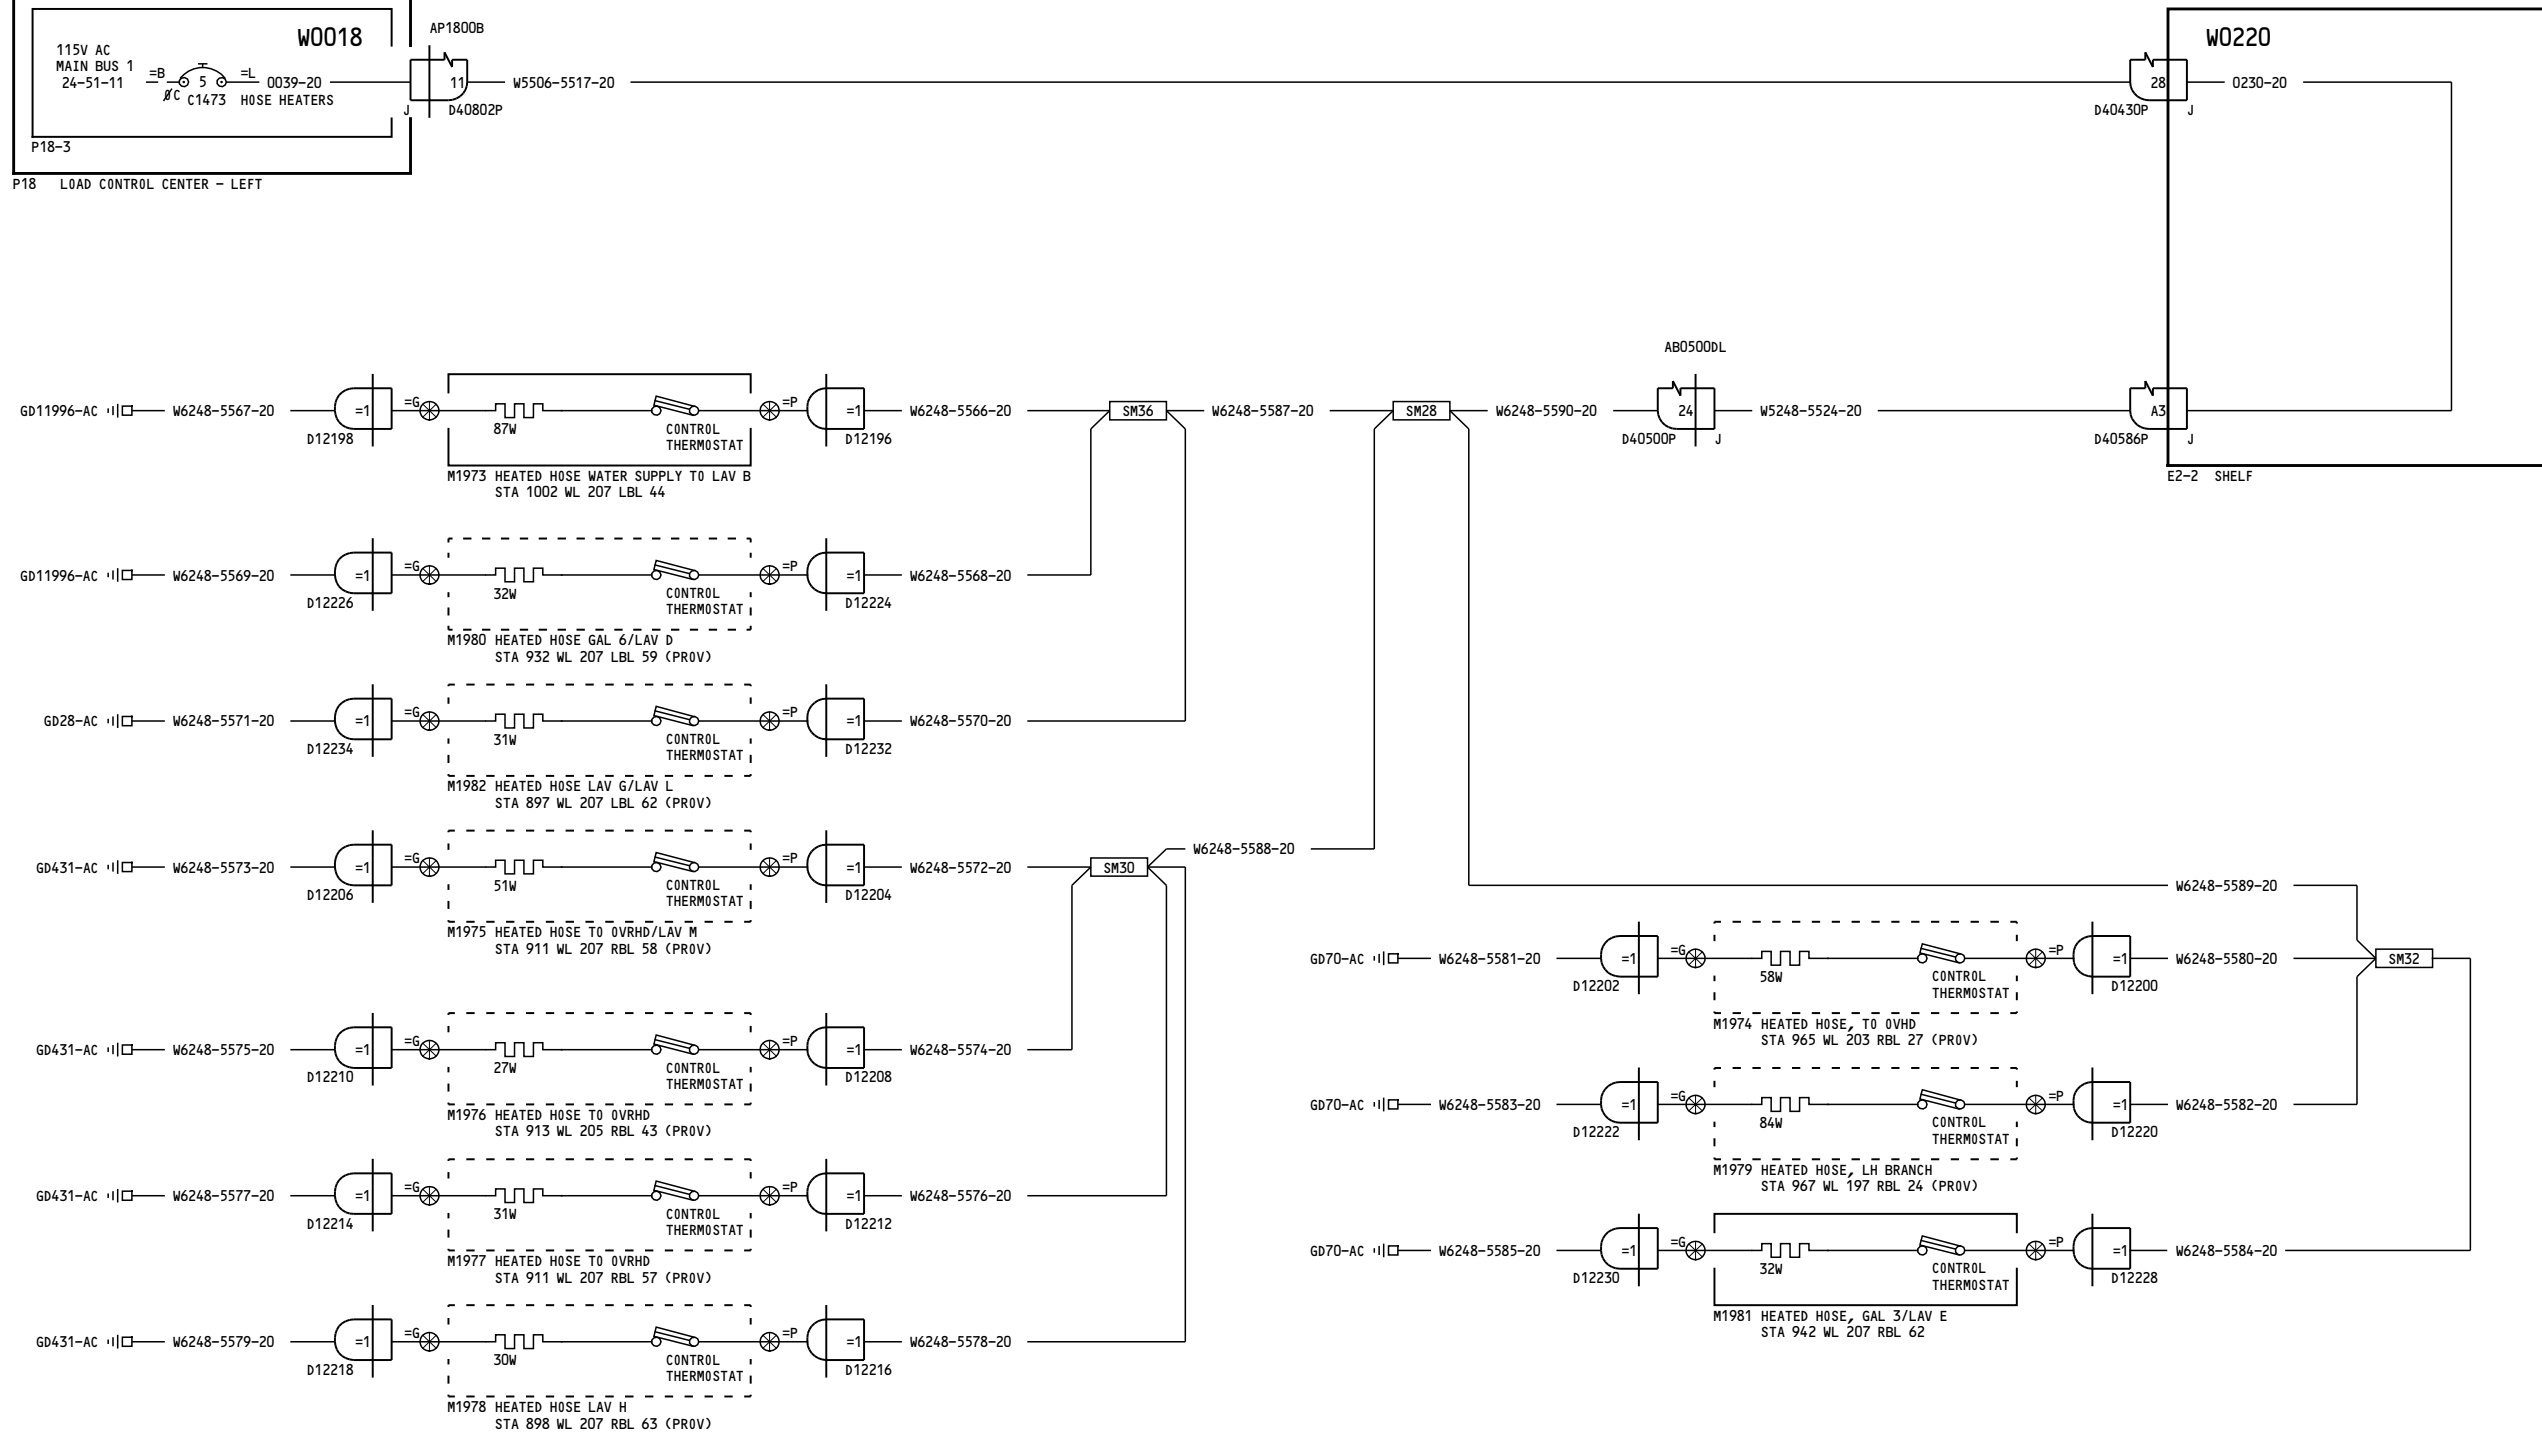 W0018
AP1800B
W0220
115V AC
MAIN BUS 1
24-51-11
=B
ØC
5
C1473
=L
0039-20
HOSE HEATERS
J
11
D40802P
W5506-5517-20
28
D40430P
J
0230-20
P18-3
P18 LOAD CONTROL CENTER - LEFT
AB0500DL
GD11996-AC
W6248-5567-20
=1
D12198
=G
87W
CONTROL
THERMOSTAT
=P
=1
D12196
W6248-5566-20
SM36
W6248-5587-20
SM28
W6248-5590-20
24
D40500P
J
W5248-5524-20
A3
D40586P
J
M1973 HEATED HOSE WATER SUPPLY TO LAV B
STA 1002 WL 207 LBL 44
E2-2 SHELF
GD11996-AC
W6248-5569-20
=1
D12226
=G
32W
CONTROL
THERMOSTAT
=P
=1
D12224
W6248-5568-20
M1980 HEATED HOSE GAL 6/LAV D
STA 932 WL 207 LBL 59 (PROV)
GD28-AC
W6248-5571-20
=1
D12234
=G
31W
CONTROL
THERMOSTAT
=P
=1
D12232
W6248-5570-20
M1982 HEATED HOSE LAV G/LAV L
STA 897 WL 207 LBL 62 (PROV)
GD431-AC
W6248-5573-20
=1
D12206
=G
51W
CONTROL
THERMOSTAT
=P
=1
D12204
W6248-5572-20
SM30
W6248-5588-20
M1975 HEATED HOSE TO OVRHD/LAV M
STA 911 WL 207 RBL 58 (PROV)
GD431-AC
W6248-5575-20
=1
D12210
=G
27W
CONTROL
THERMOSTAT
=P
=1
D12208
W6248-5574-20
M1976 HEATED HOSE TO OVRHD
STA 913 WL 205 RBL 43 (PROV)
GD431-AC
W6248-5577-20
=1
D12214
=G
31W
CONTROL
THERMOSTAT
=P
=1
D12212
W6248-5576-20
M1977 HEATED HOSE TO OVRHD
STA 911 WL 207 RBL 57 (PROV)
GD431-AC
W6248-5579-20
=1
D12218
=G
30W
CONTROL
THERMOSTAT
=P
=1
D12216
W6248-5578-20
M1978 HEATED HOSE LAV H
STA 898 WL 207 RBL 63 (PROV)
W6248-5589-20
GD70-AC
W6248-5581-20
=1
D12202
=G
58W
CONTROL
THERMOSTAT
=P
=1
D12200
W6248-5580-20
SM32
M1974 HEATED HOSE, TO OVHD
STA 965 WL 203 RBL 27 (PROV)
GD70-AC
W6248-5583-20
=1
D12222
=G
84W
CONTROL
THERMOSTAT
=P
=1
D12220
W6248-5582-20
M1979 HEATED HOSE, LH BRANCH
STA 967 WL 197 RBL 24 (PROV)
GD70-AC
W6248-5585-20
=1
D12230
=G
32W
CONTROL
THERMOSTAT
=P
=1
D12228
W6248-5584-20
M1981 HEATED HOSE, GAL 3/LAV E
STA 942 WL 207 RBL 62